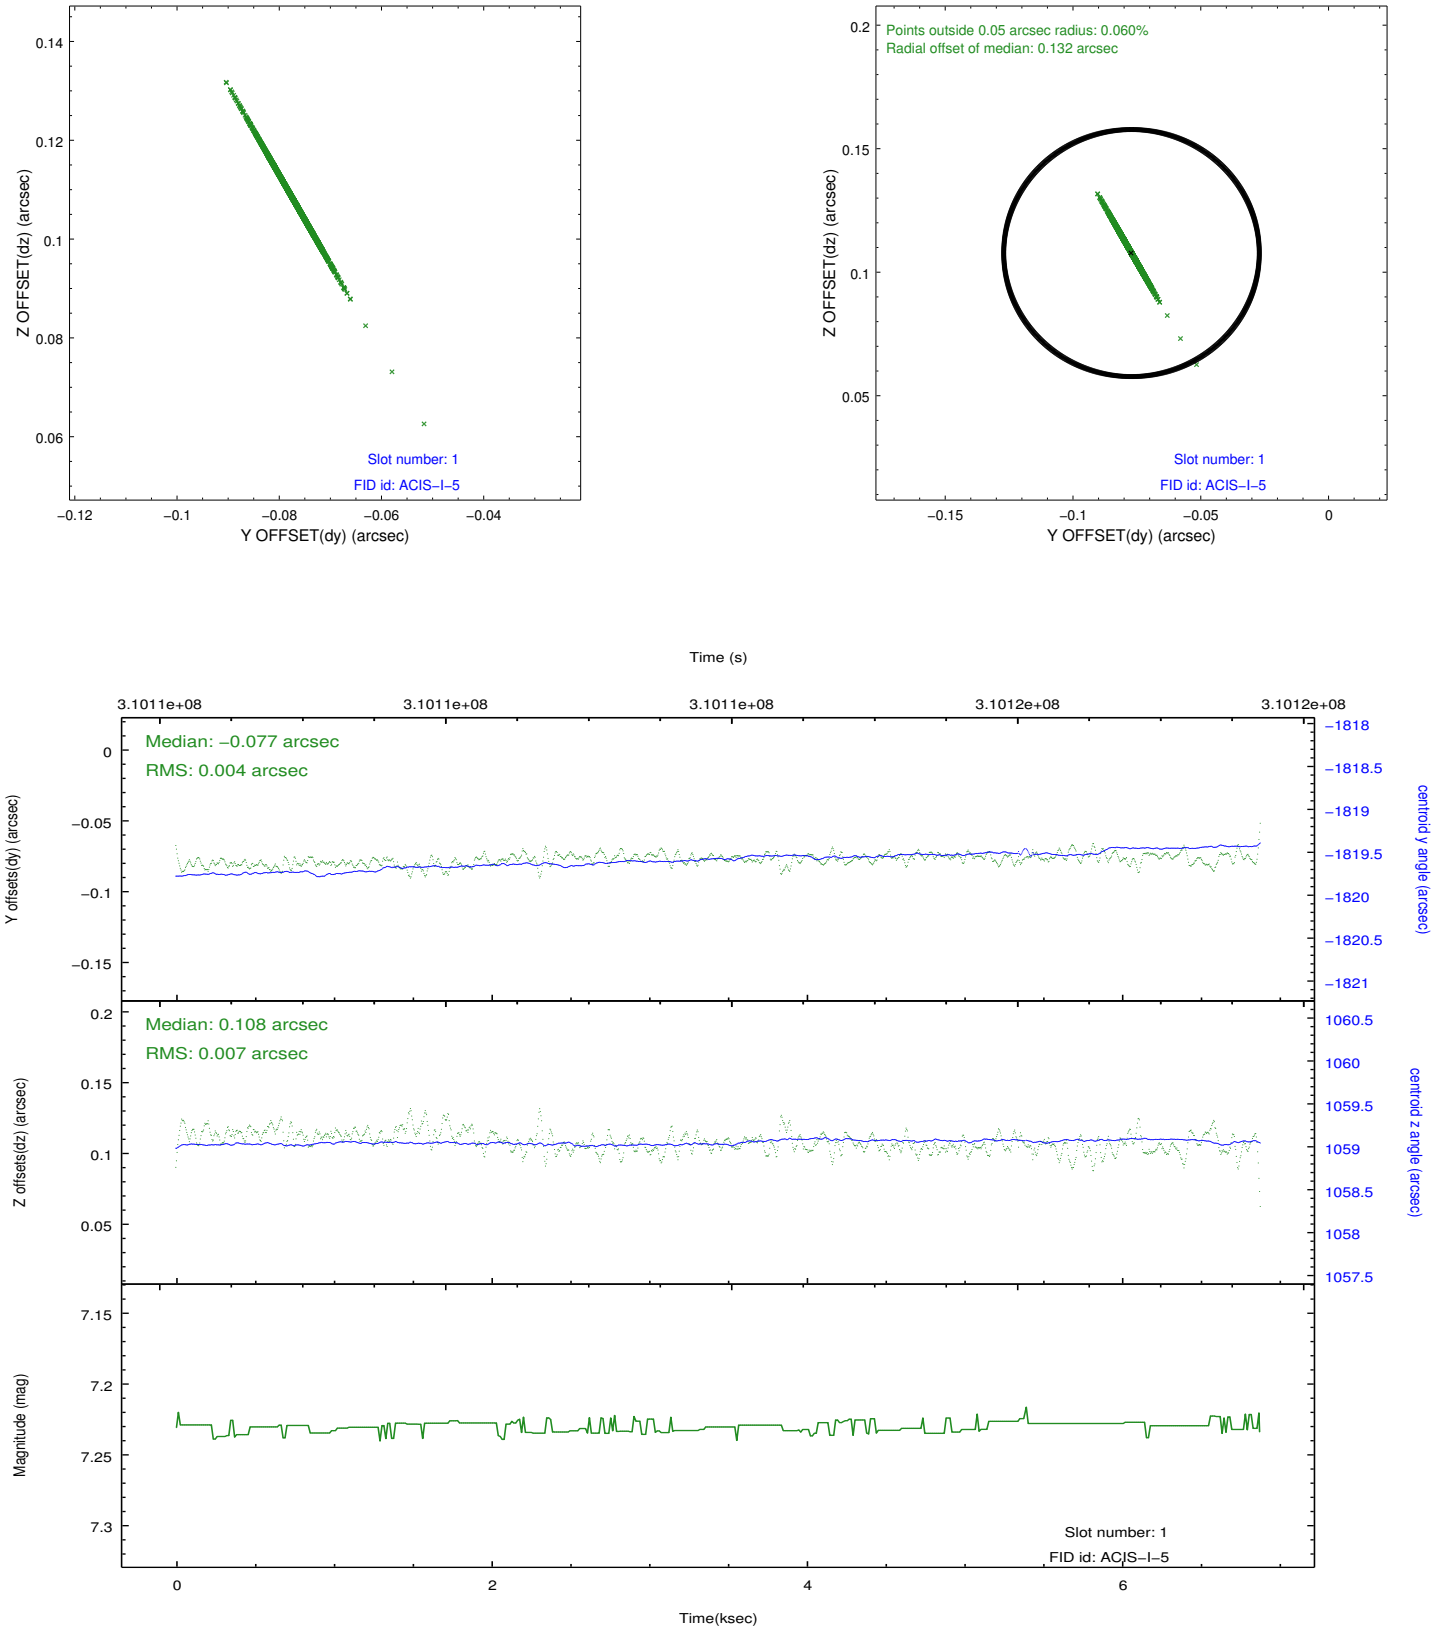 0.14
0.12
0.1
0.08
0.06
Z OFFSET(dz) (arcsec)
Slot number: 1
FID id: ACIS−I−5
−0.12
−0.1
−0.08
−0.06
−0.04
Y OFFSET(dy) (arcsec)
Points outside 0.05 arcsec radius: 0.060%
Radial offset of median: 0.132 arcsec
0.2
0.15
0.1
0.05
Z OFFSET(dz) (arcsec)
Slot number: 1
FID id: ACIS−I−5
−0.15
−0.1
−0.05
0
Y OFFSET(dy) (arcsec)
Time (s)
3.1011e+08
3.1011e+08
3.1011e+08
3.1012e+08
3.1012e+08
Median: −0.077 arcsec
RMS: 0.004 arcsec
0
−0.05
−0.1
−0.15
Y offsets(dy) (arcsec)
−1818
−1818.5
−1819
−1819.5
−1820
−1820.5
−1821
centroid y angle (arcsec)
Median: 0.108 arcsec
RMS: 0.007 arcsec
0.2
0.15
0.1
0.05
Z offsets(dz) (arcsec)
1060.5
1060
1059.5
1059
1058.5
1058
1057.5
centroid z angle (arcsec)
7.15
7.2
7.25
7.3
Magnitude (mag)
Slot number: 1
FID id: ACIS−I−5
0
2
4
6
Time(ksec)